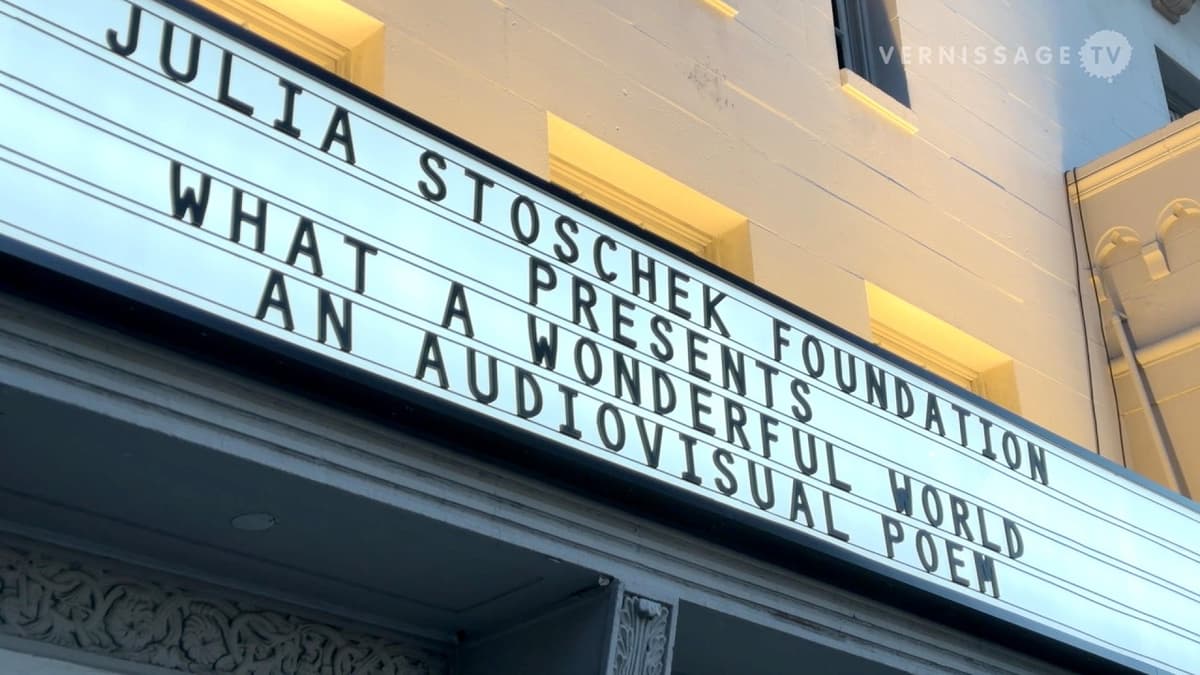 VERNISSAGE TV
JULIA STOSCHEK FOUNDATION
PRESENTS
WHAT A WONDERFUL WORLD
AN AUDIOVISUAL POEM